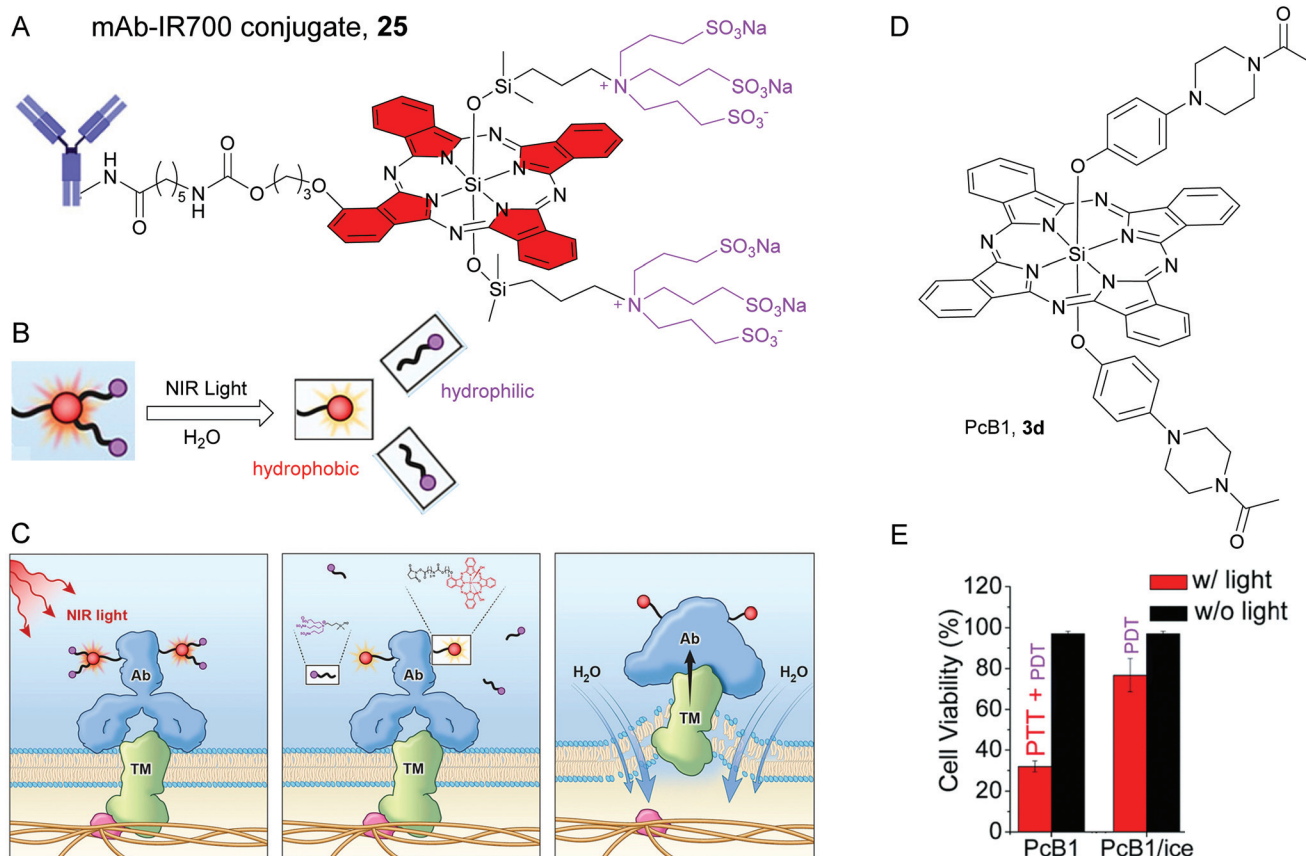 A
mAb-IR700 conjugate, 25
SO3Na
SO3Na
SO3-
N
+
Si
O
H
N
O
5
N
H
O
O
3
O
N
N
N
N
Si
N
N
N
N
O
Si
N
+
SO3Na
SO3Na
SO3-
B
NIR Light
H2O
hydrophilic
hydrophobic
C
NIR light
Ab
TM
Ab
TM
H2O
Ab
TM
H2O
D
O
N
N
O
N
N
N
N
Si
N
N
N
N
O
PcB1, 3d
N
N
O
E
w/ light
w/o light
Cell Viability (%)
120
100
80
60
40
20
0
PTT + PDT
PDT
PcB1
PcB1/ice